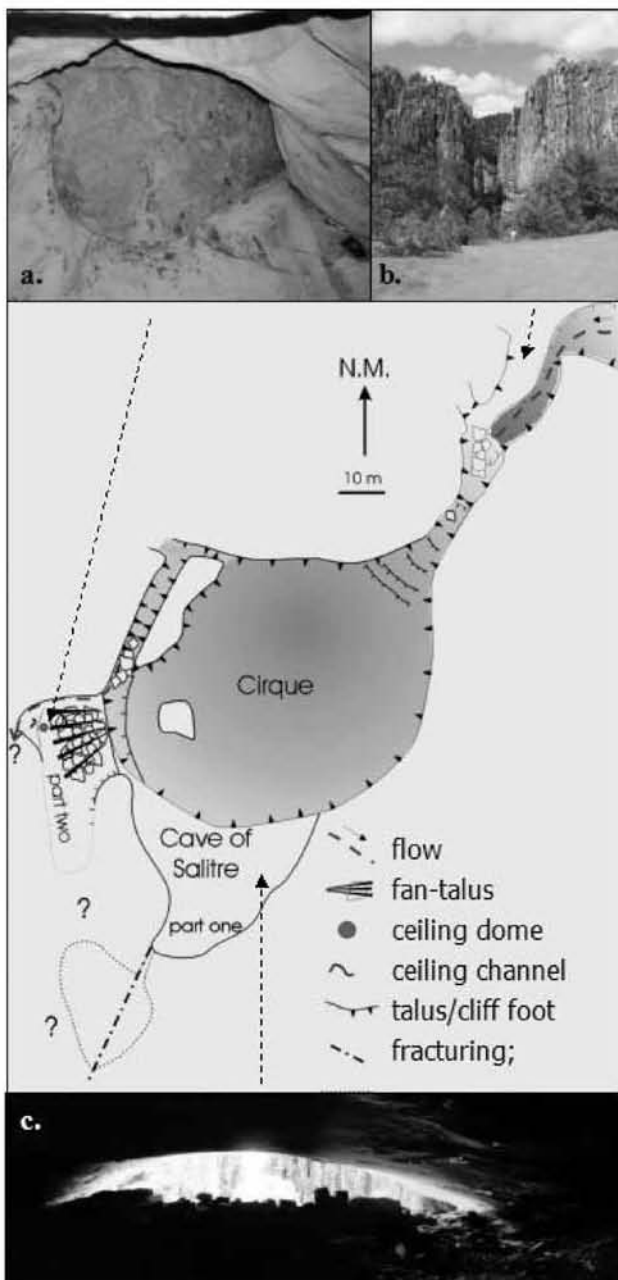 a.
b.
N.M.
10 m
Cirque
?
part two
Cave of
Salitre
part one
?
?
flow
fan-talus
ceiling dome
ceiling channel
talus/cliff foot
fracturing;
c.